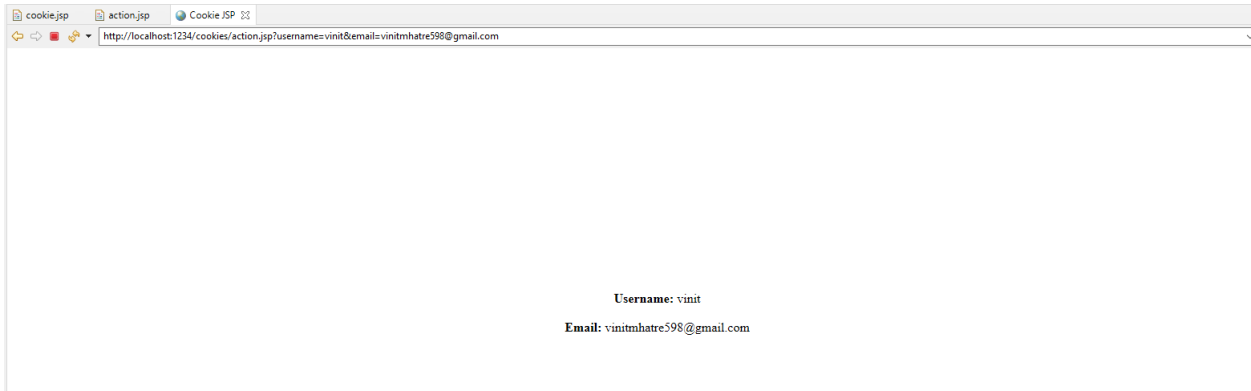 cookie.jsp action.jsp Cookie JSP
http://localhost:1234/cookies/action.jsp?username=vinit&email=vinitmhatre598@gmail.com
Username: vinit
Email: vinitmhatre598@gmail.com